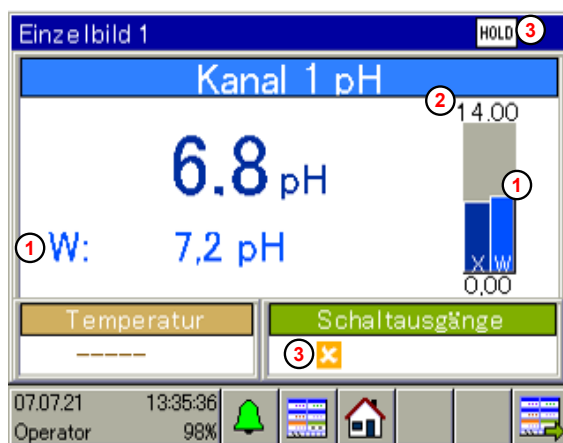 Einzelbild 1 HOLD 3
Kanal 1 pH
2 14.00
6.8 pH
1
1 W: 7,2 pH
X W
0,00
Temperatur Schaltausgänge
----- 3
07.07.21 13:35:36
Operator 98%